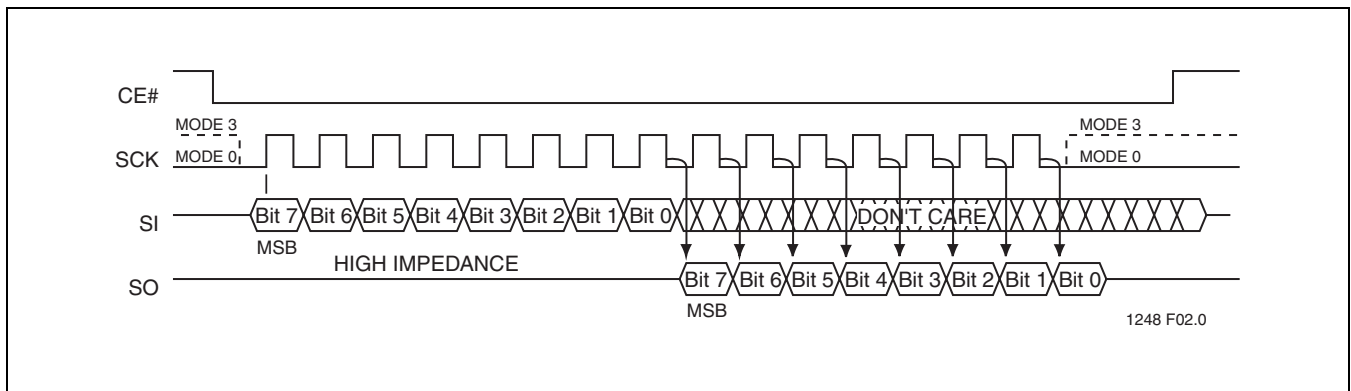 CE#
MODE 3 MODE 3
SCK MODE 0 MODE 0
SI Bit 7 Bit 6 Bit 5 Bit 4 Bit 3 Bit 2 Bit 1 Bit 0 DON'T CARE
MSB
HIGH IMPEDANCE
SO Bit 7 Bit 6 Bit 5 Bit 4 Bit 3 Bit 2 Bit 1 Bit 0
MSB
1248 F02.0